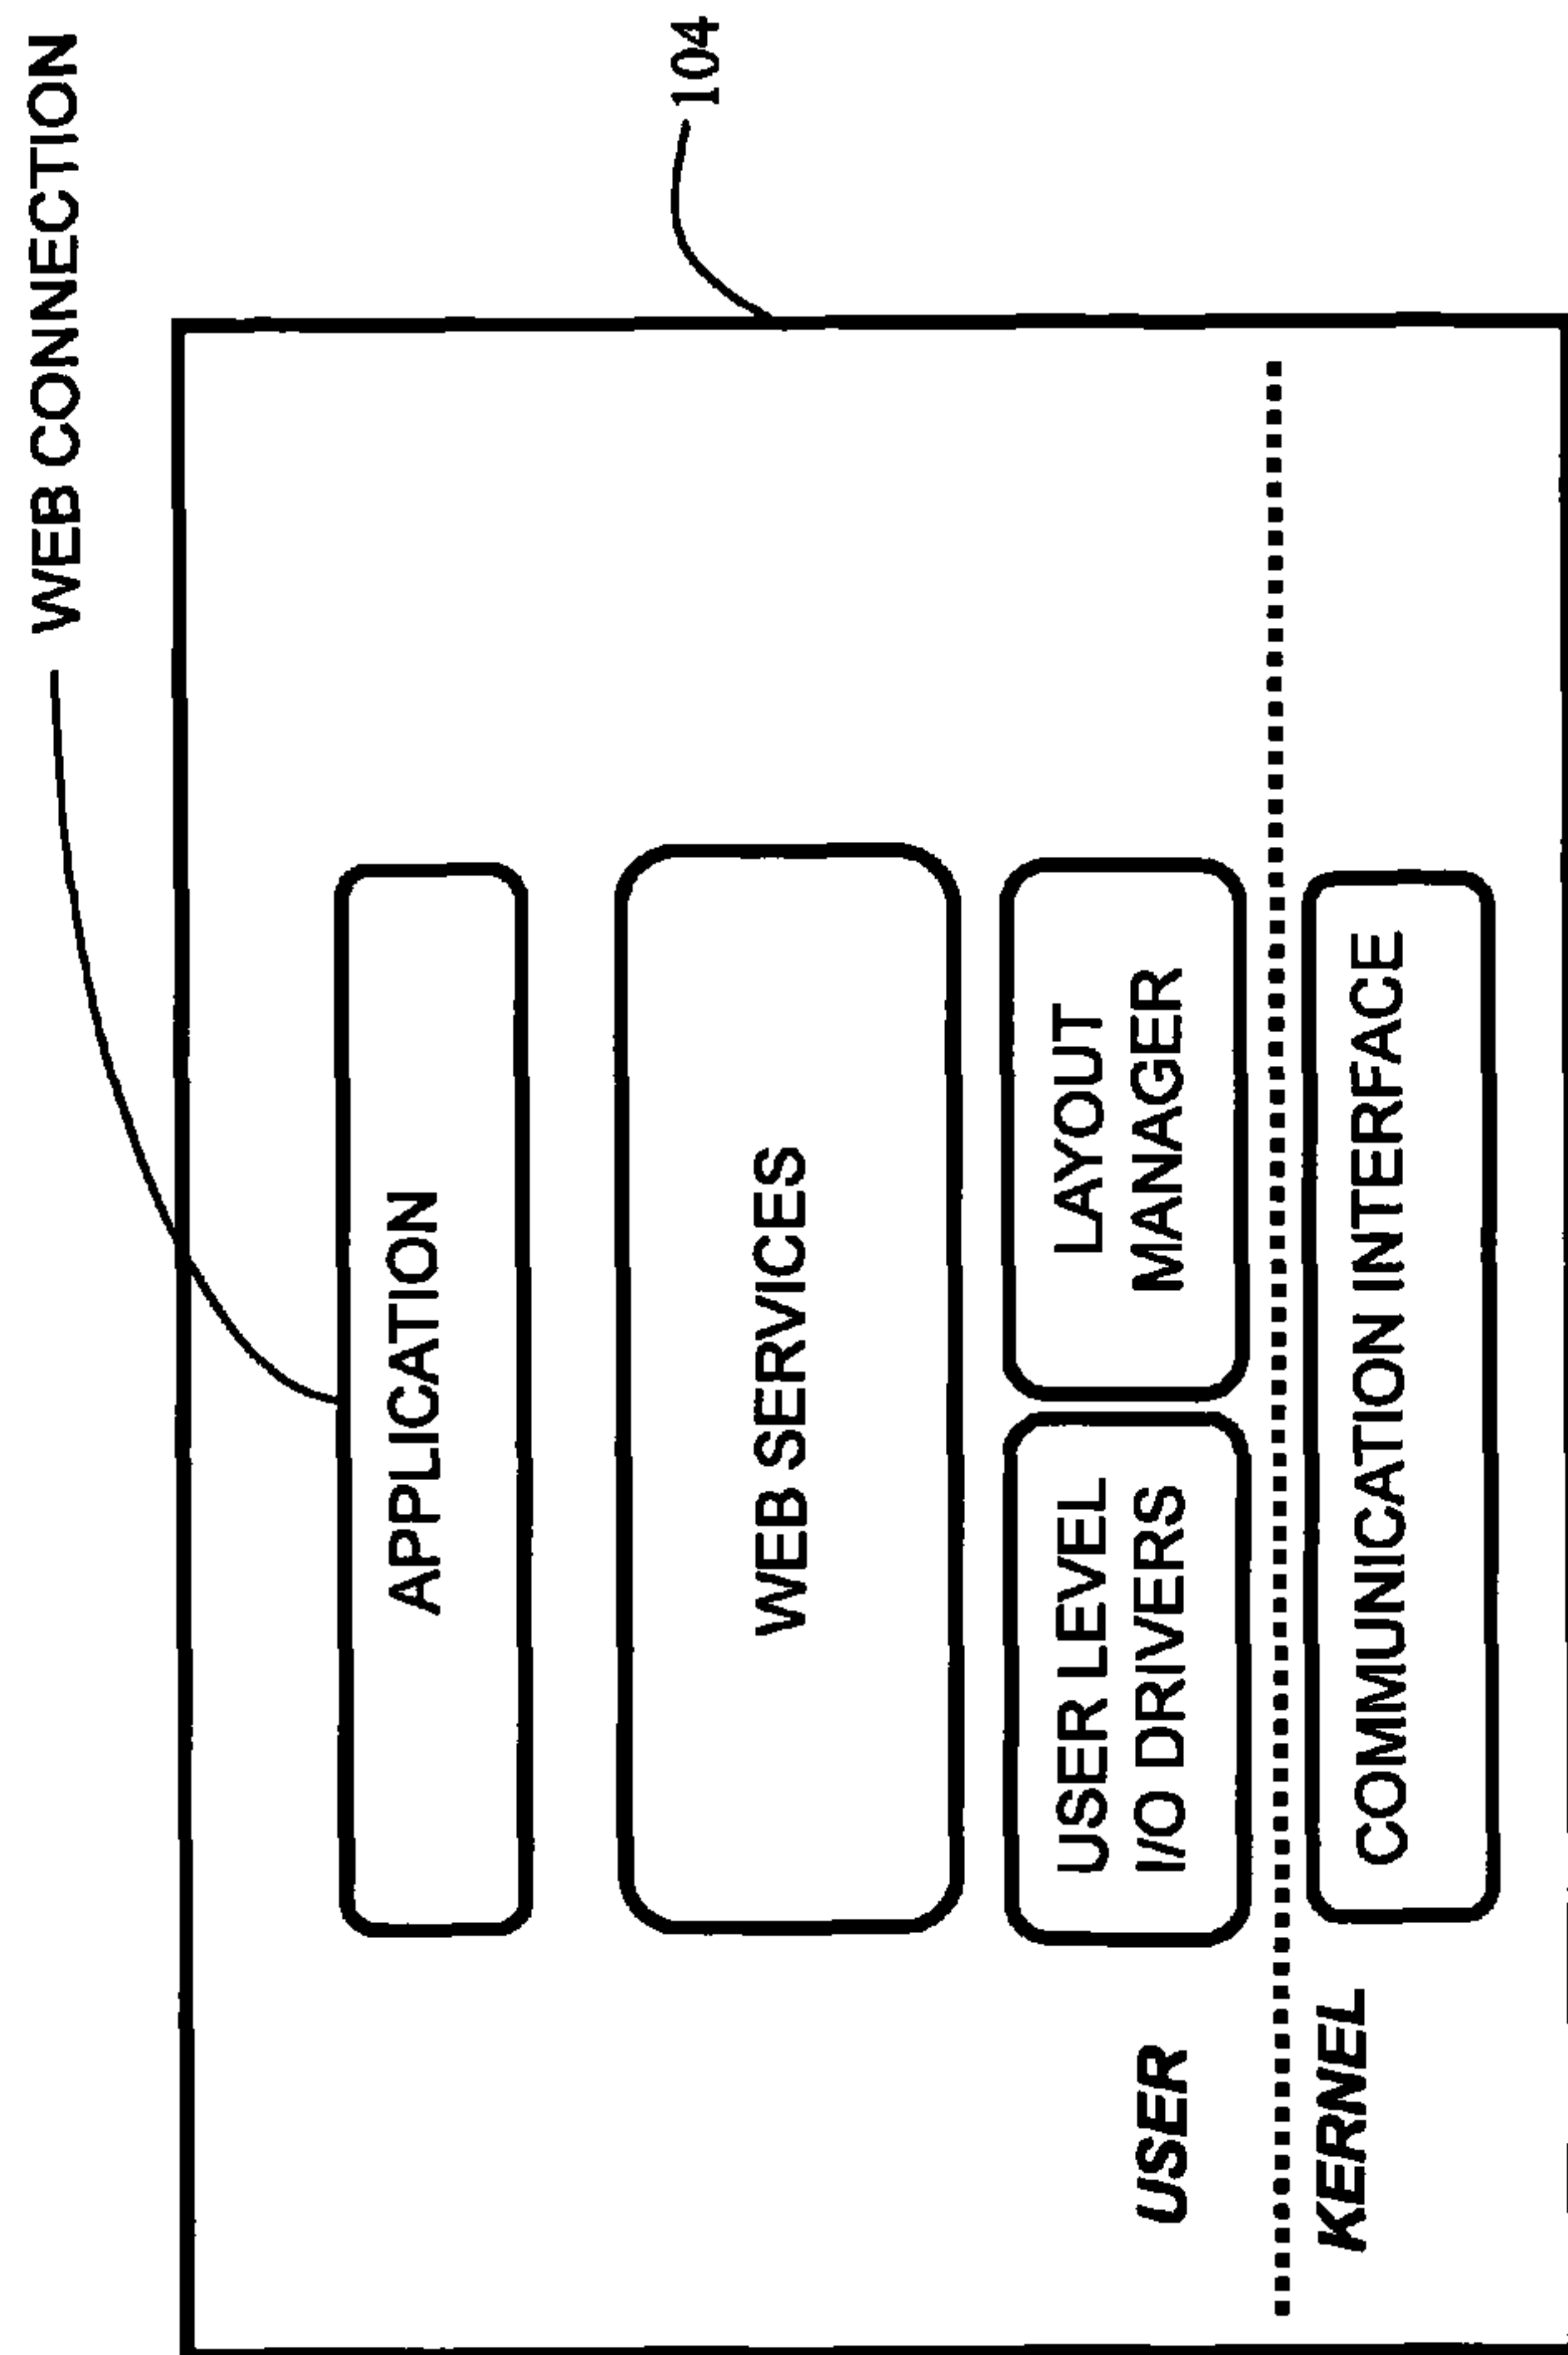 WEB CONNECTION
104
APPLICATION
WEB SERVICES
USER LEVEL
I/O DRIVERS
LAYOUT
MANAGER
USER
KERNEL
COMMUNICATION INTERFACE